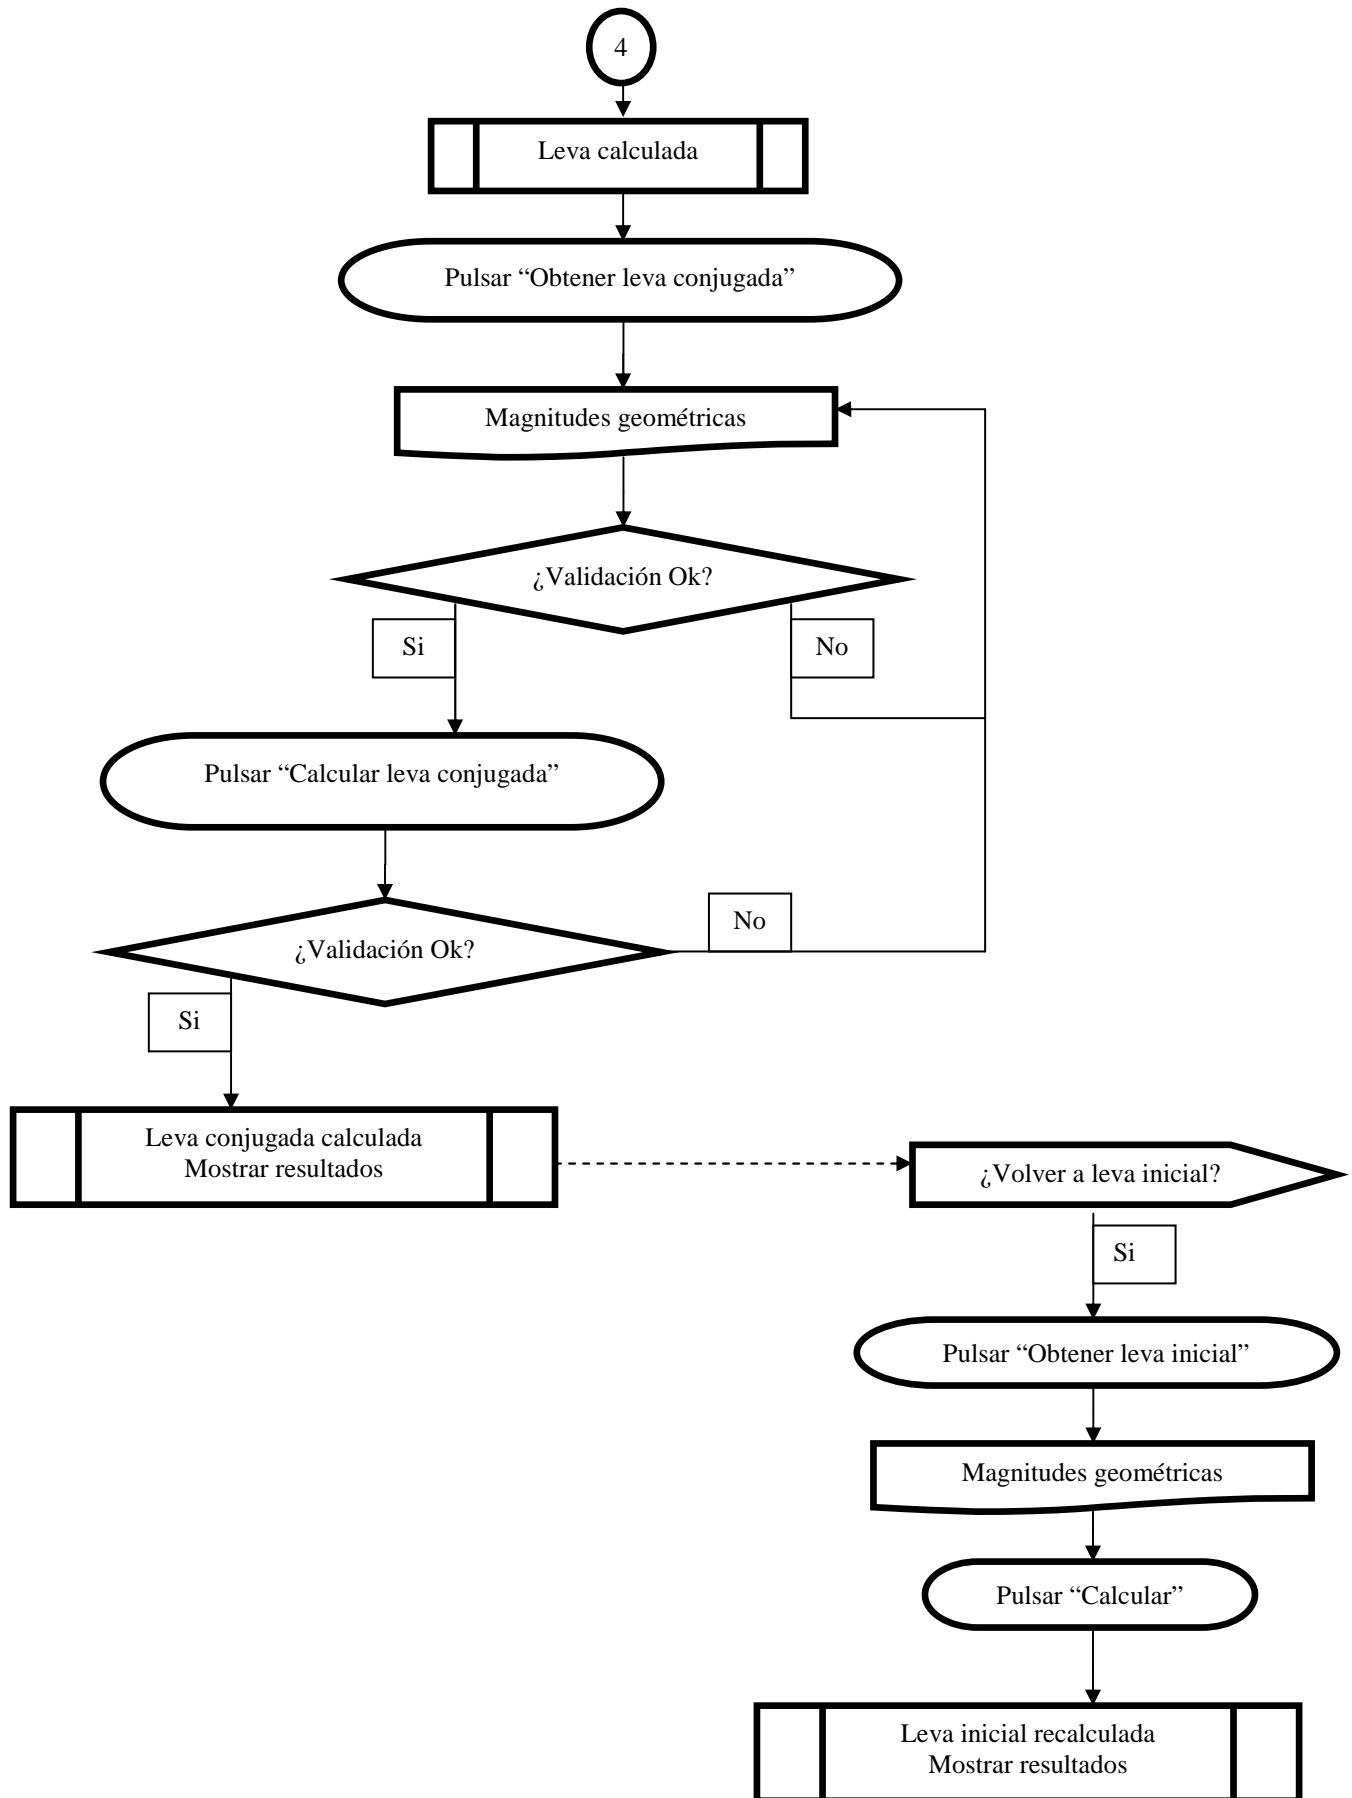 4
Leva calculada
Pulsar “Obtener leva conjugada”
Magnitudes geométricas
¿Validación Ok?
Si
No
Pulsar “Calcular leva conjugada”
¿Validación Ok?
No
Si
Leva conjugada calculada
Mostrar resultados
¿Volver a leva inicial?
Si
Pulsar “Obtener leva inicial”
Magnitudes geométricas
Pulsar “Calcular”
Leva inicial recalculada
Mostrar resultados